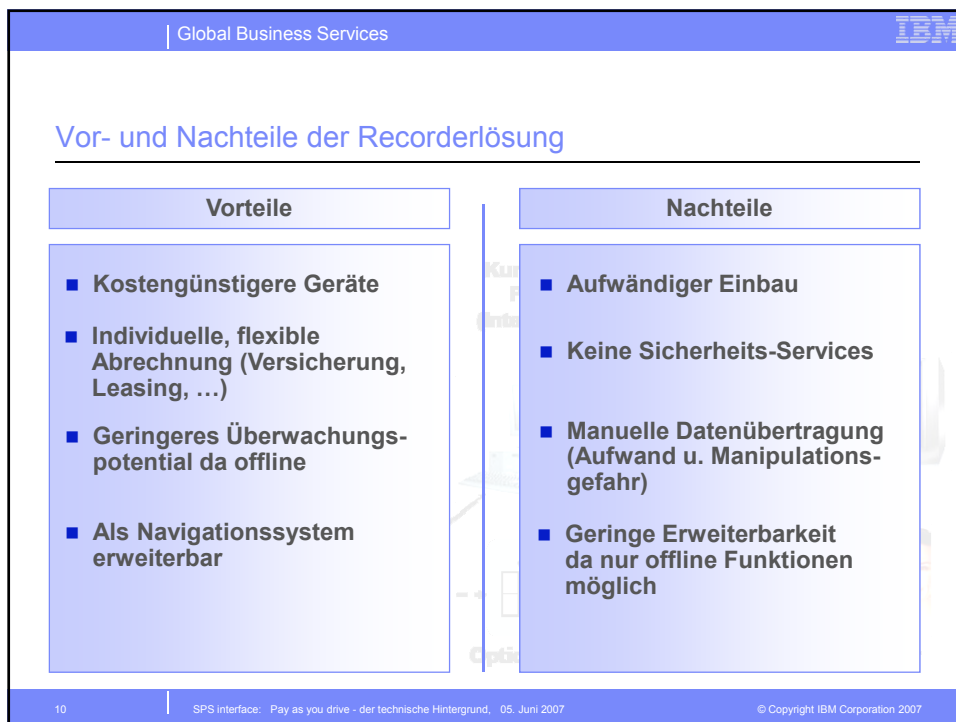 Global Business Services
IBM
Vor- und Nachteile der Recorderlösung
Vorteile
Kostengünstigere Geräte
Individuelle, flexible
Abrechnung (Versicherung,
Leasing, …)
Geringeres Überwachungs-
potential da offline
Als Navigationssystem
erweiterbar
Nachteile
Aufwändiger Einbau
Keine Sicherheits-Services
Manuelle Datenübertragung
(Aufwand u. Manipulations-
gefahr)
Geringe Erweiterbarkeit
da nur offline Funktionen
möglich
10
SPS interface: Pay as you drive - der technische Hintergrund, 05. Juni 2007
© Copyright IBM Corporation 2007